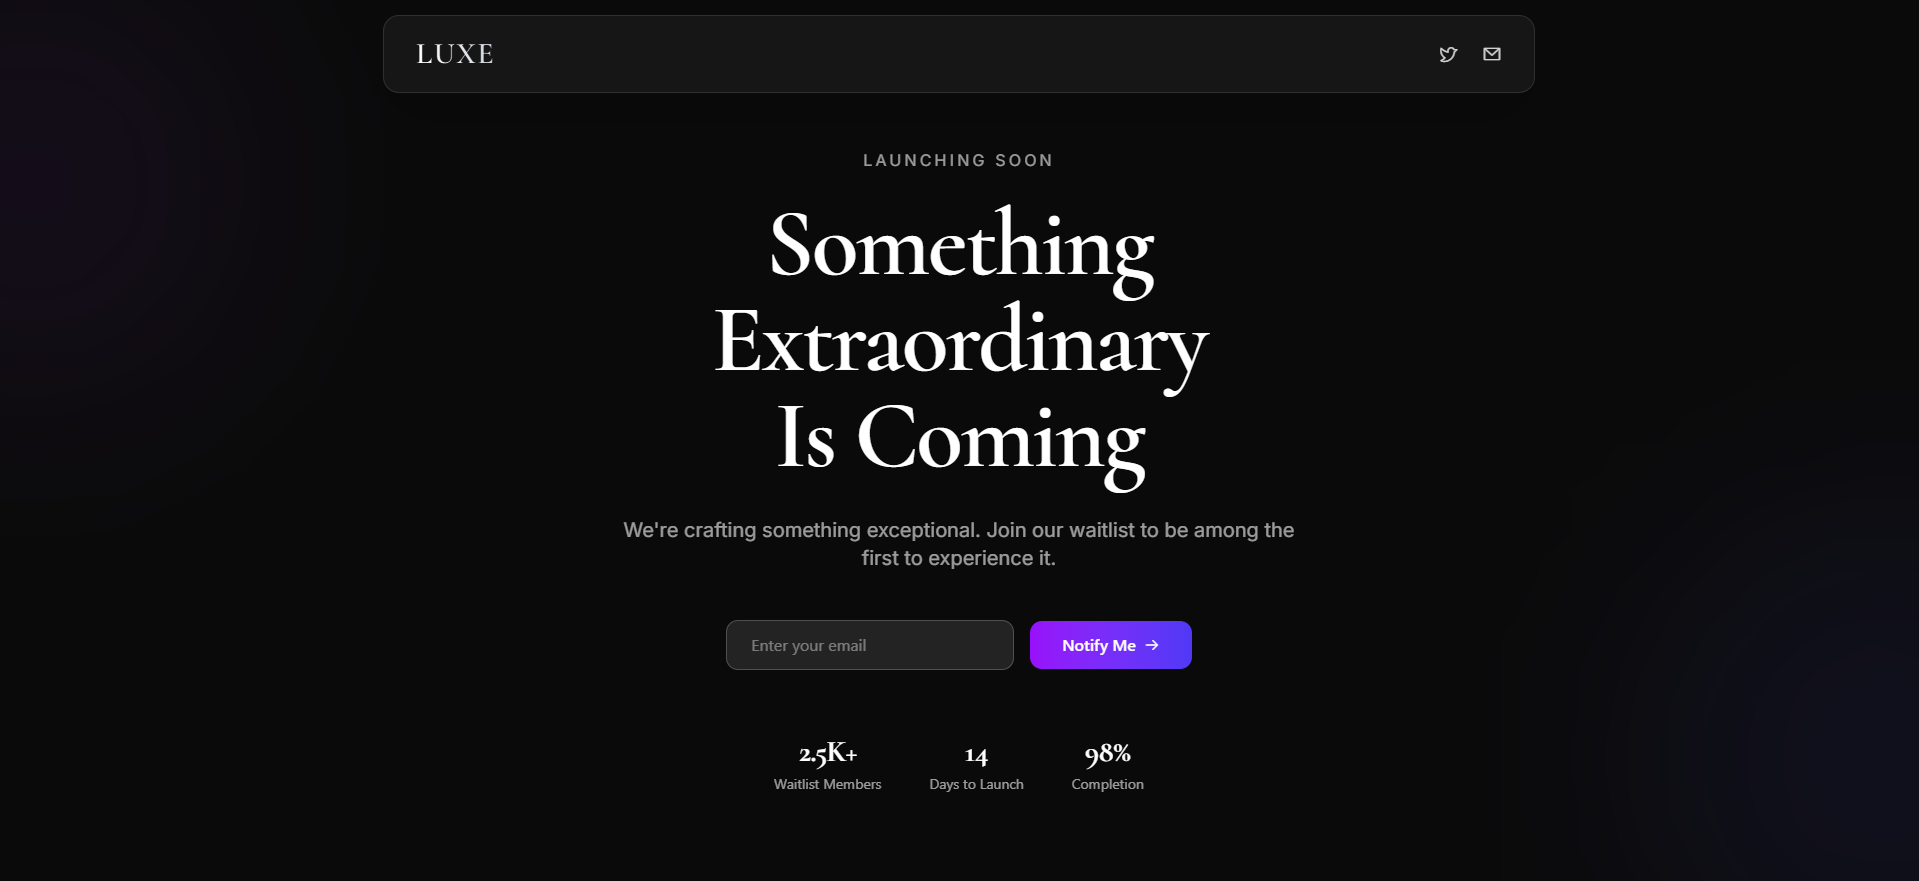 LUXE
LAUNCHING SOON
Something
Extraordinary
Is Coming
We're crafting something exceptional. Join our waitlist to be among the
first to experience it.
Enter your email
Notify Me →
2.5K+
Waitlist Members
14
Days to Launch
98%
Completion